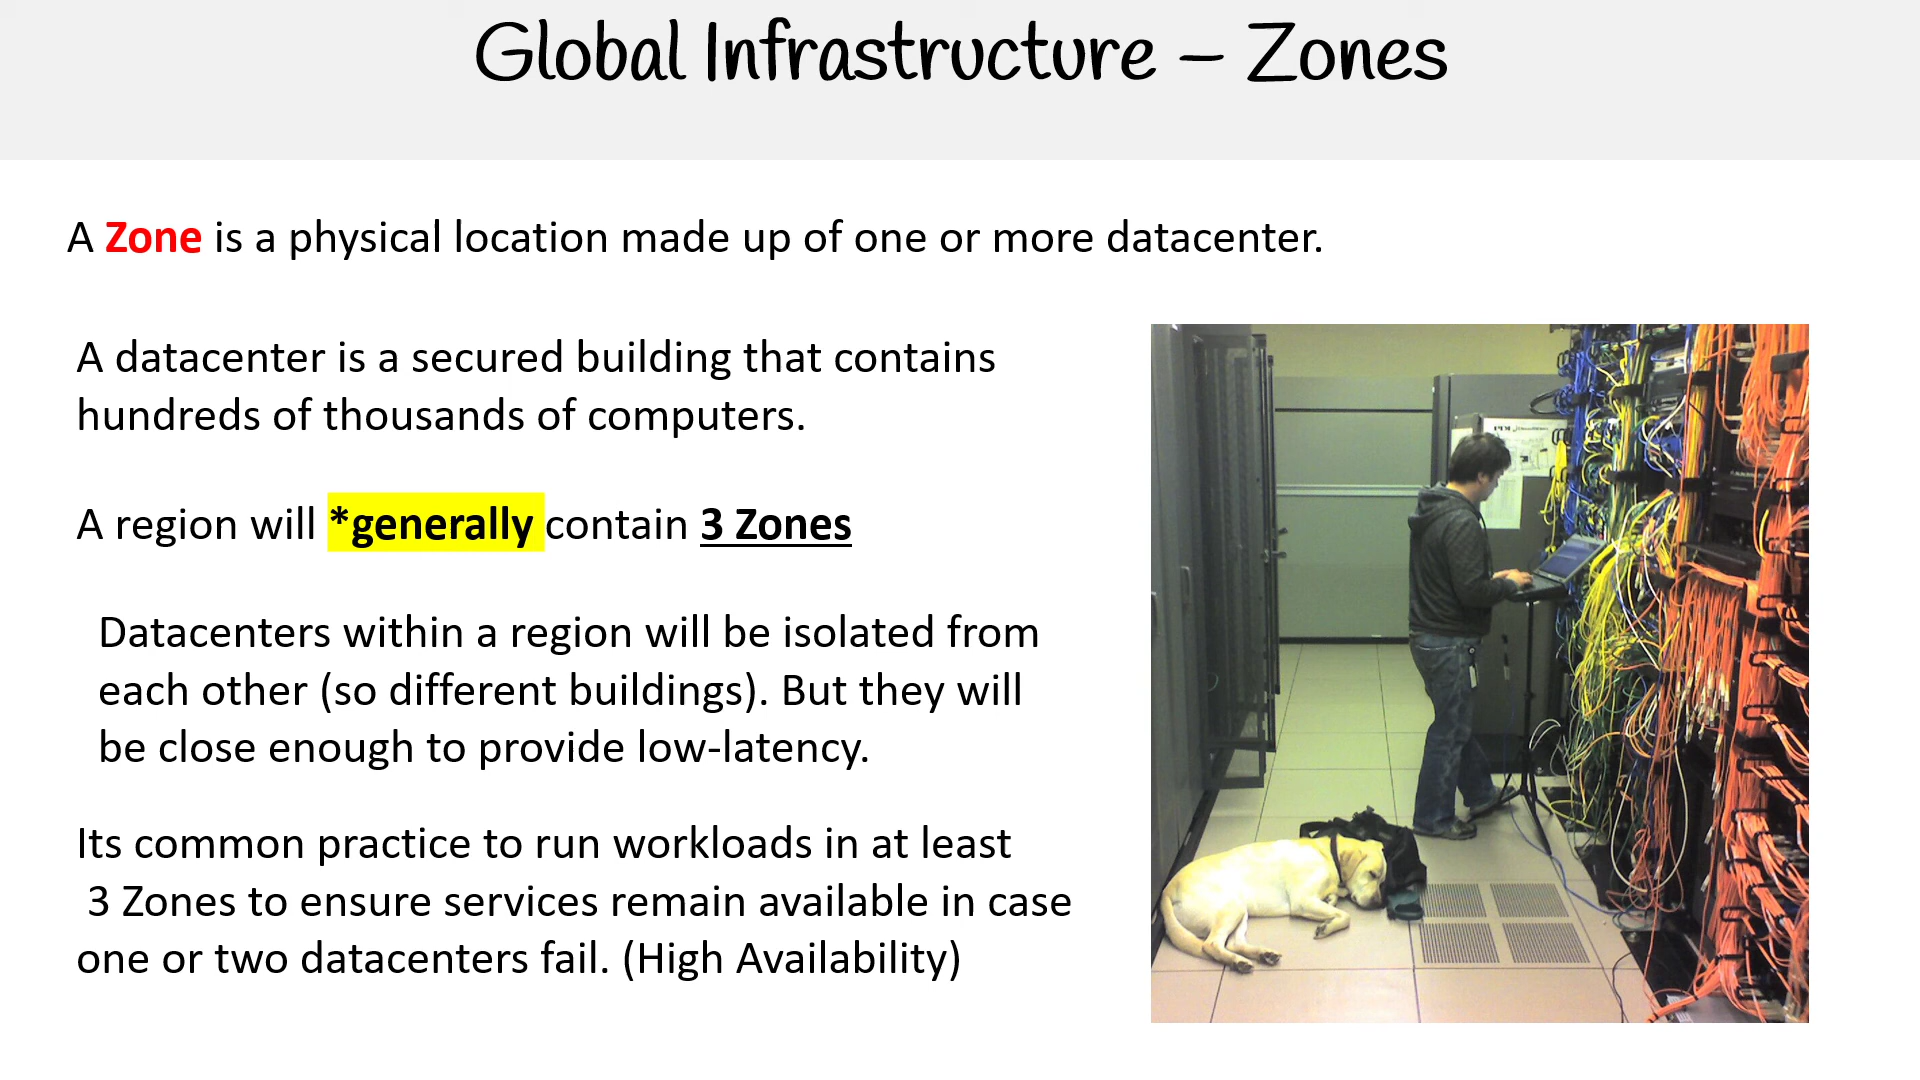 Global Infrastructure – Zones
A Zone is a physical location made up of one or more datacenter.
A datacenter is a secured building that contains
hundreds of thousands of computers.
A region will *generally contain 3 Zones
Datacenters within a region will be isolated from
each other (so different buildings). But they will
be close enough to provide low-latency.
Its common practice to run workloads in at least
3 Zones to ensure services remain available in case
one or two datacenters fail. (High Availability)